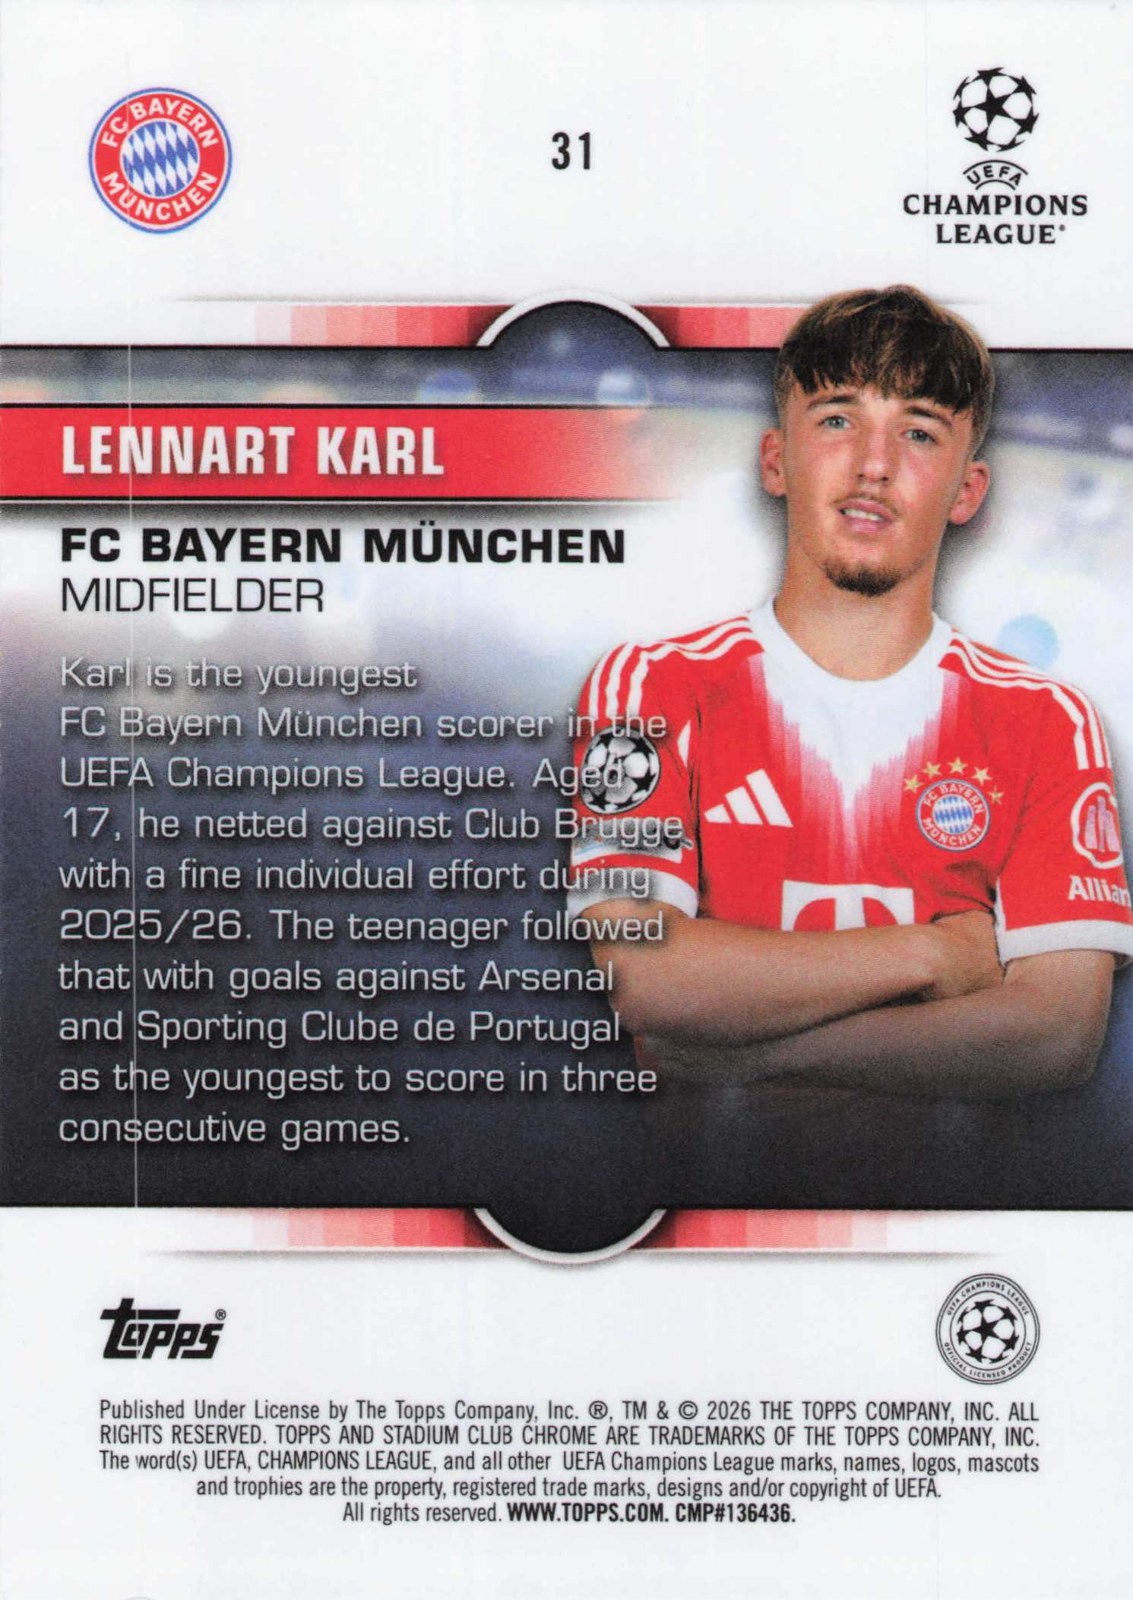 FC BAYERN
MÜNCHEN
31
UEFA
CHAMPIONS
LEAGUE®
LENNART KARL
FC BAYERN MÜNCHEN
MIDFIELDER
Karl is the youngest
FC Bayern München scorer in the
UEFA Champions League. Aged
17, he netted against Club Brugge
with a fine individual effort during
2025/26. The teenager followed
that with goals against Arsenal
and Sporting Clube de Portugal
as the youngest to score in three
consecutive games.
FC BAYERN
MÜNCHEN
Allian
T
topps®
UEFA CHAMPIONS LEAGUE
OFFICIAL LICENSED PRODUCT
Published Under License by The Topps Company, Inc. ®, TM & © 2026 THE TOPPS COMPANY, INC. ALL
RIGHTS RESERVED. TOPPS AND STADIUM CLUB CHROME ARE TRADEMARKS OF THE TOPPS COMPANY, INC.
The word(s) UEFA, CHAMPIONS LEAGUE, and all other UEFA Champions League marks, names, logos, mascots
and trophies are the property, registered trade marks, designs and/or copyright of UEFA.
All rights reserved. WWW.TOPPS.COM. CMP#136436.